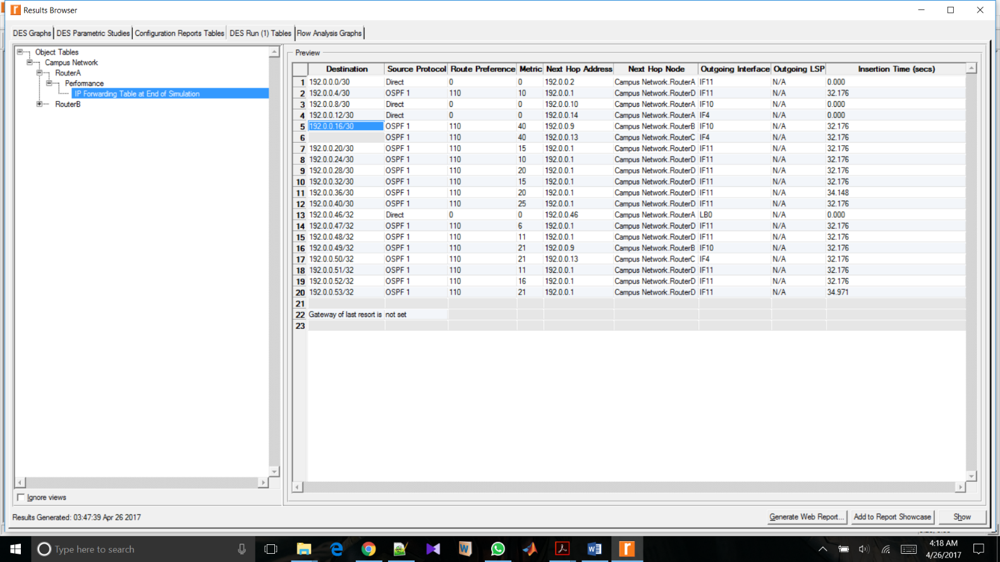 Results Browser
DES Graphs DES Parametric Studies Configuration Reports Tables DES Run (1) Tables Flow Analysis Graphs
Object Tables
Campus Network
RouterA
Perfomance
IP Forwarding Table at End of Simulation
RouterB
Preview
Destination Source Protocol Route Preference Metric Next Hop Address Next Hop Node Outgoing Interface Outgoing LSP Insertion Time (secs)
1 192.0.0.0/30 Direct 0 0 192.0.0.2 Campus Network.RouterA IF11 N/A 0.000
2 192.0.0.4/30 OSPF 1 110 10 192.0.0.1 Campus Network.RouterD IF11 N/A 32.176
3 192.0.0.8/30 Direct 0 0 192.0.0.10 Campus Network.RouterA IF10 N/A 0.000
4 192.0.0.12/30 Direct 0 0 192.0.0.14 Campus Network.RouterA IF4 N/A 0.000
5 192.0.0.16/30 OSPF 1 110 40 192.0.0.9 Campus Network.RouterB IF10 N/A 32.176
6 OSPF 1 110 40 192.0.0.13 Campus Network.RouterC IF4 N/A 32.176
7 192.0.0.20/30 OSPF 1 110 15 192.0.0.1 Campus Network.RouterD IF11 N/A 32.176
8 192.0.0.24/30 OSPF 1 110 10 192.0.0.1 Campus Network.RouterD IF11 N/A 32.176
9 192.0.0.28/30 OSPF 1 110 20 192.0.0.1 Campus Network.RouterD IF11 N/A 32.176
10 192.0.0.32/30 OSPF 1 110 15 192.0.0.1 Campus Network.RouterD IF11 N/A 32.176
11 192.0.0.36/30 OSPF 1 110 20 192.0.0.1 Campus Network.RouterD IF11 N/A 34.148
12 192.0.0.40/30 OSPF 1 110 25 192.0.0.1 Campus Network.RouterD IF11 N/A 32.176
13 192.0.0.46/32 Direct 0 0 192.0.0.46 Campus Network.RouterA LB0 N/A 0.000
14 192.0.0.47/32 OSPF 1 110 6 192.0.0.1 Campus Network.RouterD IF11 N/A 32.176
15 192.0.0.48/32 OSPF 1 110 11 192.0.0.1 Campus Network.RouterD IF11 N/A 32.176
16 192.0.0.49/32 OSPF 1 110 21 192.0.0.9 Campus Network.RouterB IF10 N/A 32.176
17 192.0.0.50/32 OSPF 1 110 21 192.0.0.13 Campus Network.RouterC IF4 N/A 32.176
18 192.0.0.51/32 OSPF 1 110 11 192.0.0.1 Campus Network.RouterD IF11 N/A 32.176
19 192.0.0.52/32 OSPF 1 110 16 192.0.0.1 Campus Network.RouterD IF11 N/A 32.176
20 192.0.0.53/32 OSPF 1 110 21 192.0.0.1 Campus Network.RouterD IF11 N/A 34.971
21
22 Gateway of last resort is not set
23
Ignore views
Results Generated: 03:47:39 Apr 26 2017
Generate Web Report... Add to Report Showcase Show
Type here to search
4:18 AM
4/26/2017